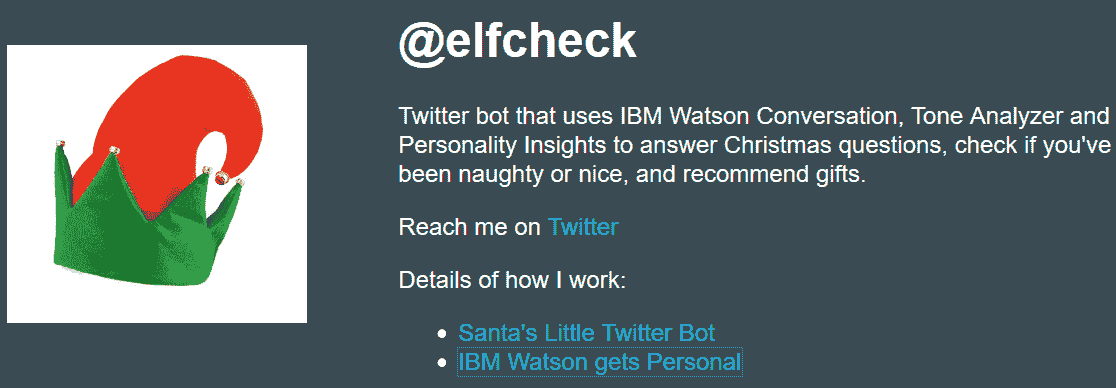 @elfcheck
Twitter bot that uses IBM Watson Conversation, Tone Analyzer and
Personality Insights to answer Christmas questions, check if you've
been naughty or nice, and recommend gifts.
Reach me on Twitter
Details of how I work:
• Santa's Little Twitter Bot
• IBM Watson gets Personal